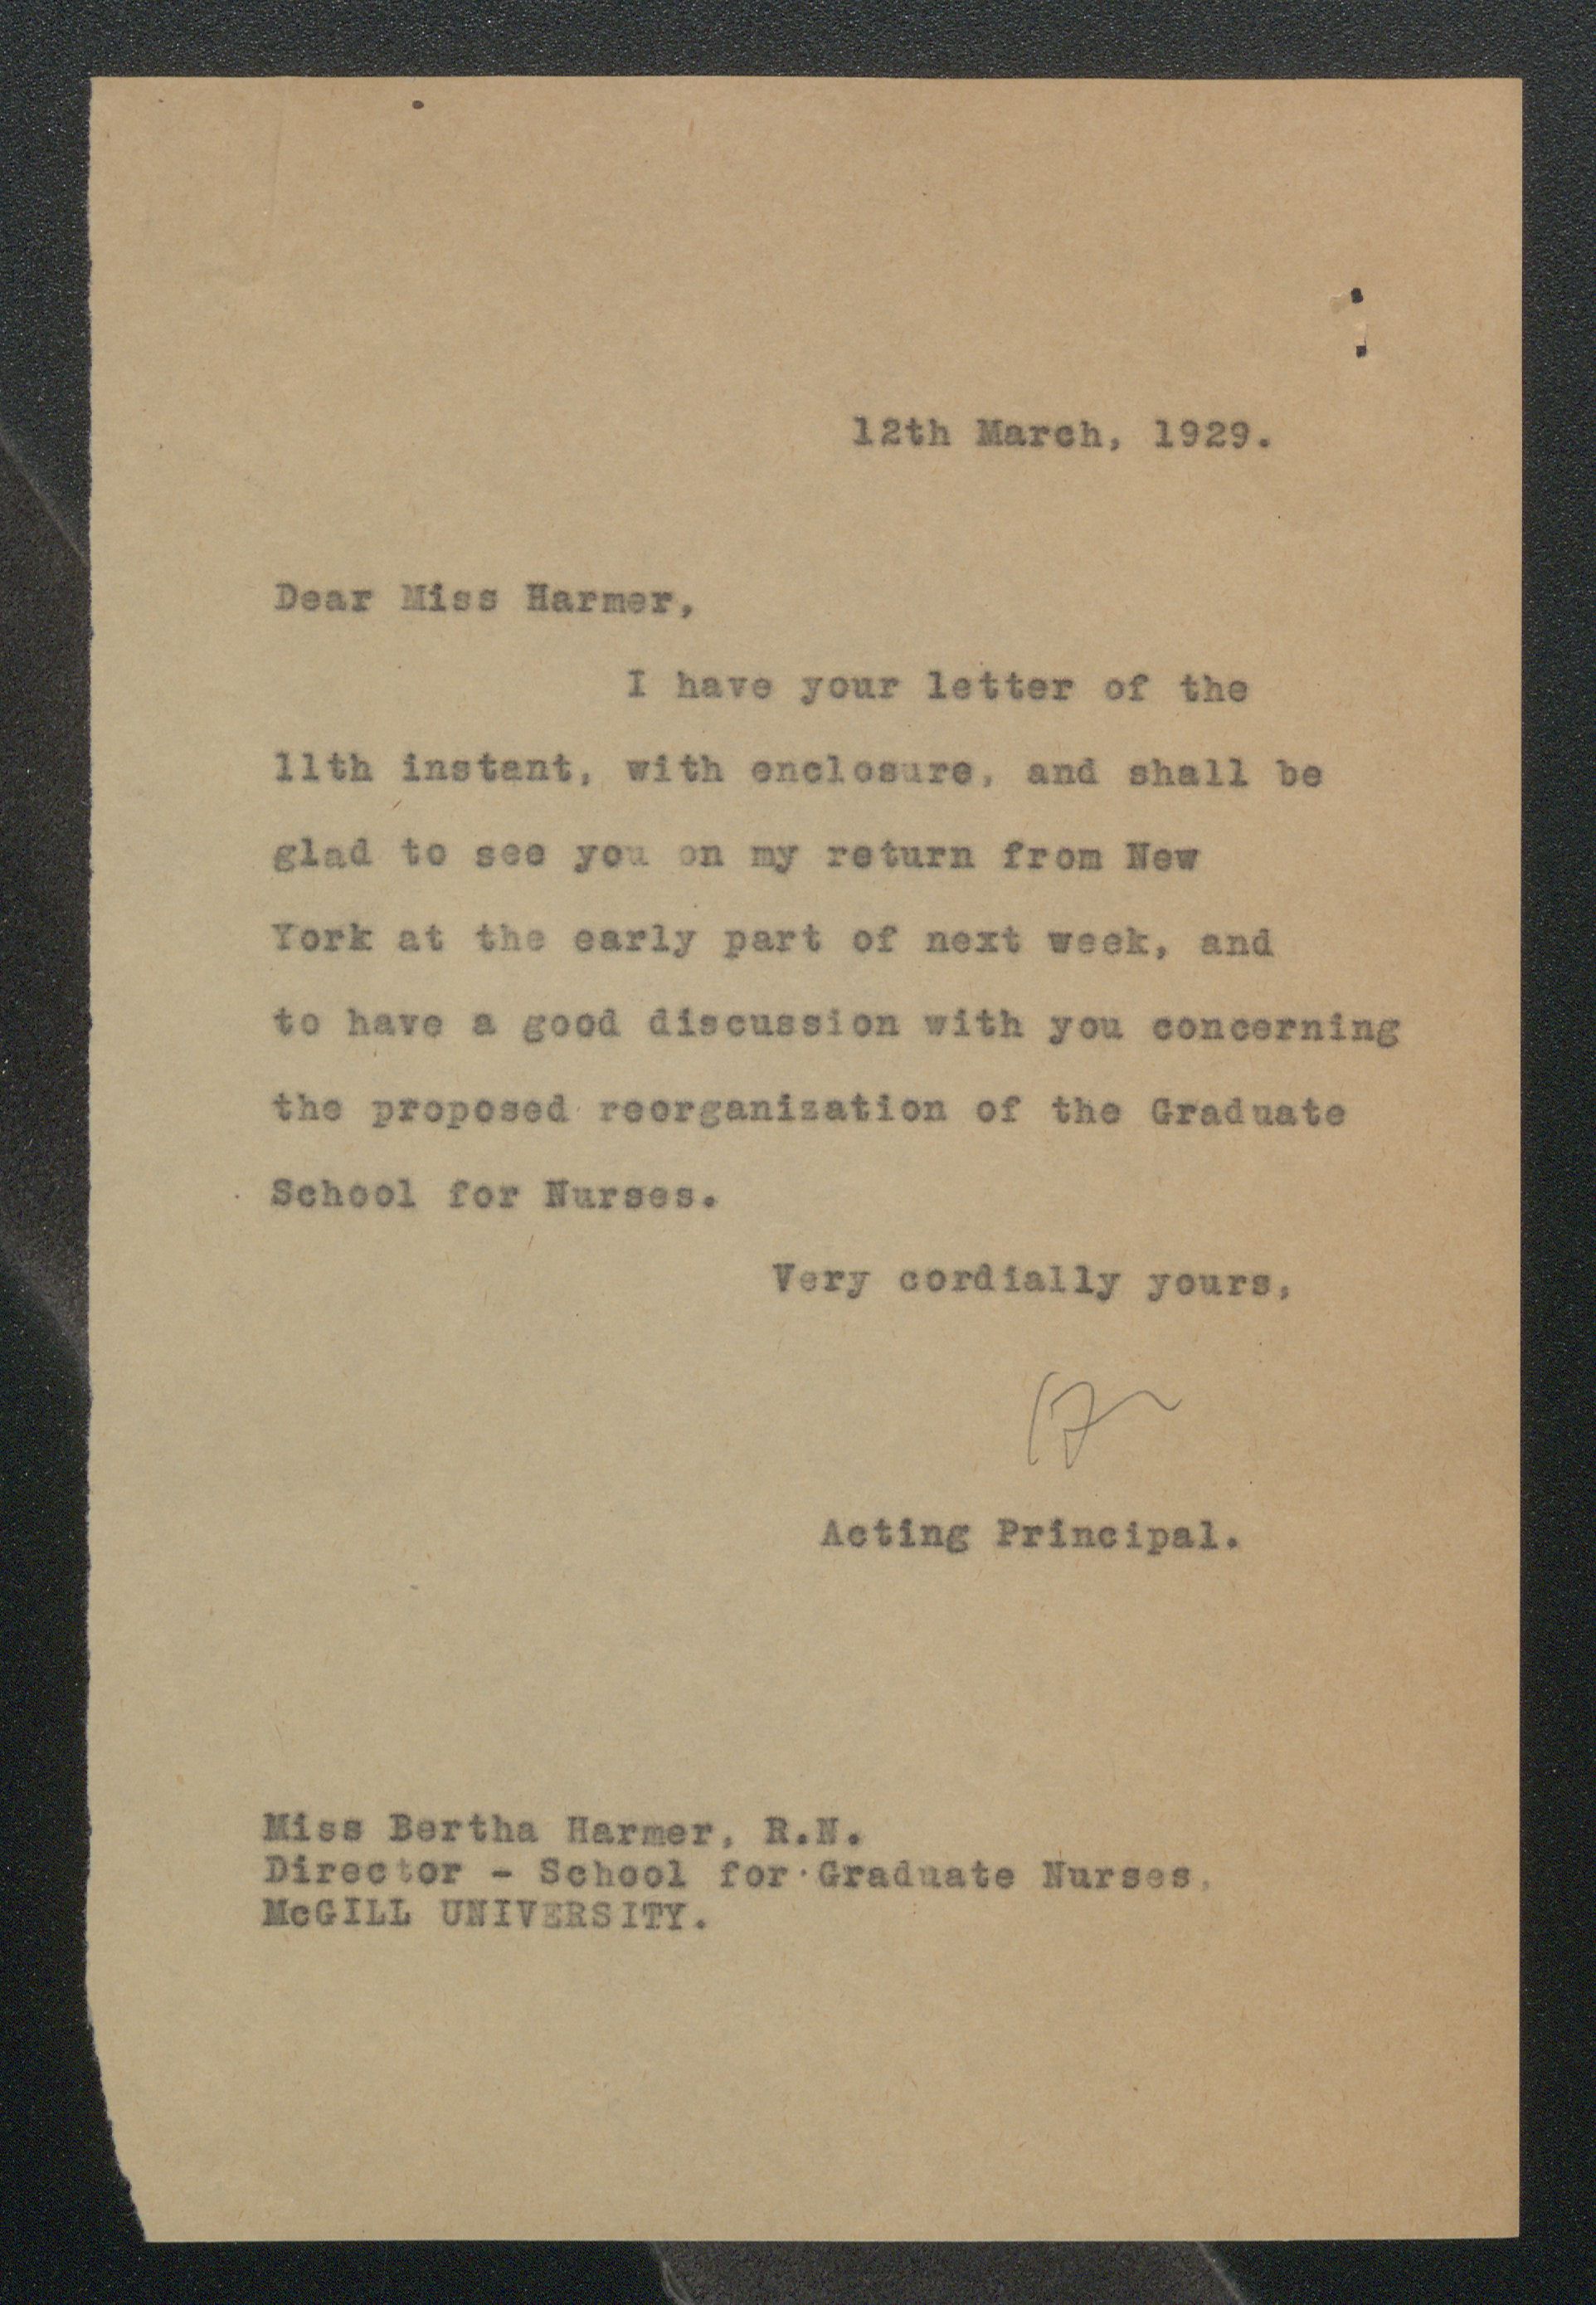 12th March, 1929.
Dear Miss Harmer,
I have your letter of the
11th instant, with enclosure, and shall be
glad to see you on my return from New
York at the early part of next week, and
to have a good discussion with you concerning
the proposed reorganization of the Graduate
School for Nurses.
Very cordially yours,
Acting Principal.
Miss Bertha Harmer, R.N.
Director - School for Graduate Nurses,
McGILL UNIVERSITY.